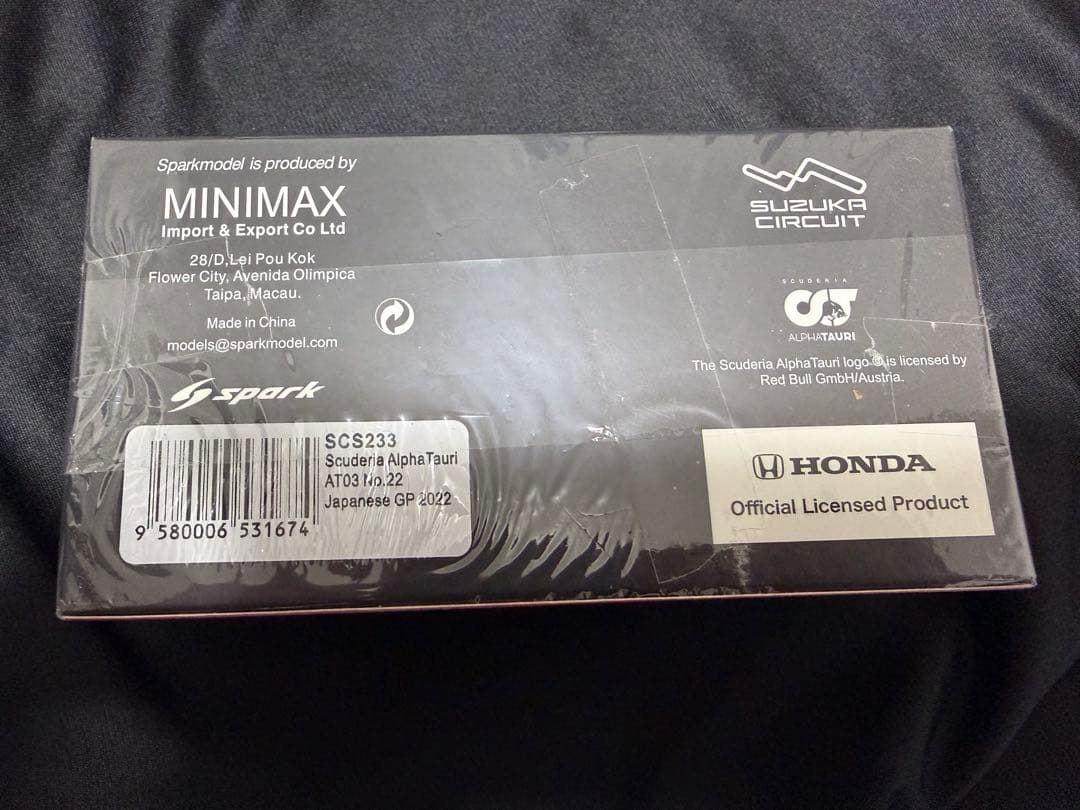 Sparkmodel is produced by
MINIMAX
Import & Export Co Ltd
28/D,Lei Pou Kok
Flower City, Avenida Olimpica
Taipa, Macau.
Made in China
models@sparkmodel.com
spark
SCS233
Scuderia AlphaTauri
AT03 No.22
Japanese GP 2022
9 580006 531674
SUZUKA
CIRCUIT
SCUDERIA
ALPHATAURI
The Scuderia AlphaTauri logo © is licensed by
Red Bull GmbH/Austria.
HONDA
Official Licensed Product